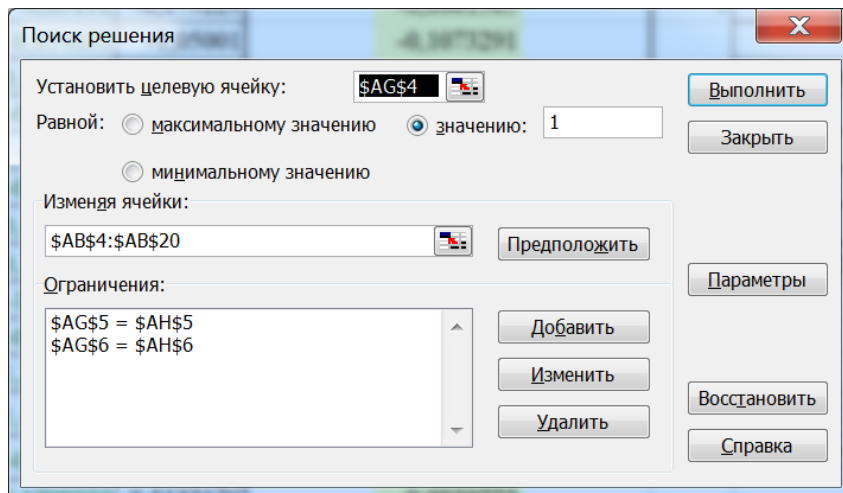 Поиск решения
-0,1073291
Установить целевую ячейку: $AG$4
Равной: максимальному значению значению: 1
минимальному значению
Изменяя ячейки:
$AB$4:$AB$20
Предположить
Ограничения:
$AG$5 = $AH$5
$AG$6 = $AH$6
Добавить
Изменить
Удалить
Выполнить
Закрыть
Параметры
Восстановить
Справка